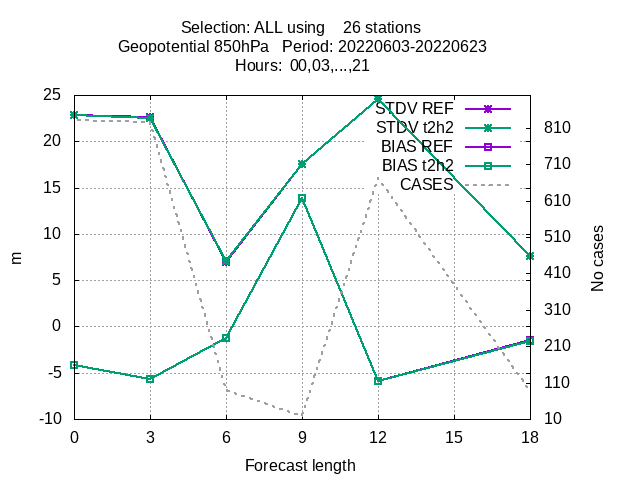 Selection: ALL using 26 stations
Geopotential 850hPa Period: 20220603-20220623
Hours: 00,03,...,21
25
20
15
10
5
0
-5
-10
m
STDV REF
STDV t2h2
BIAS REF
BIAS t2h2
CASES
810
710
610
510
410
310
210
110
10
No cases
0 3 6 9 12 15 18
Forecast length